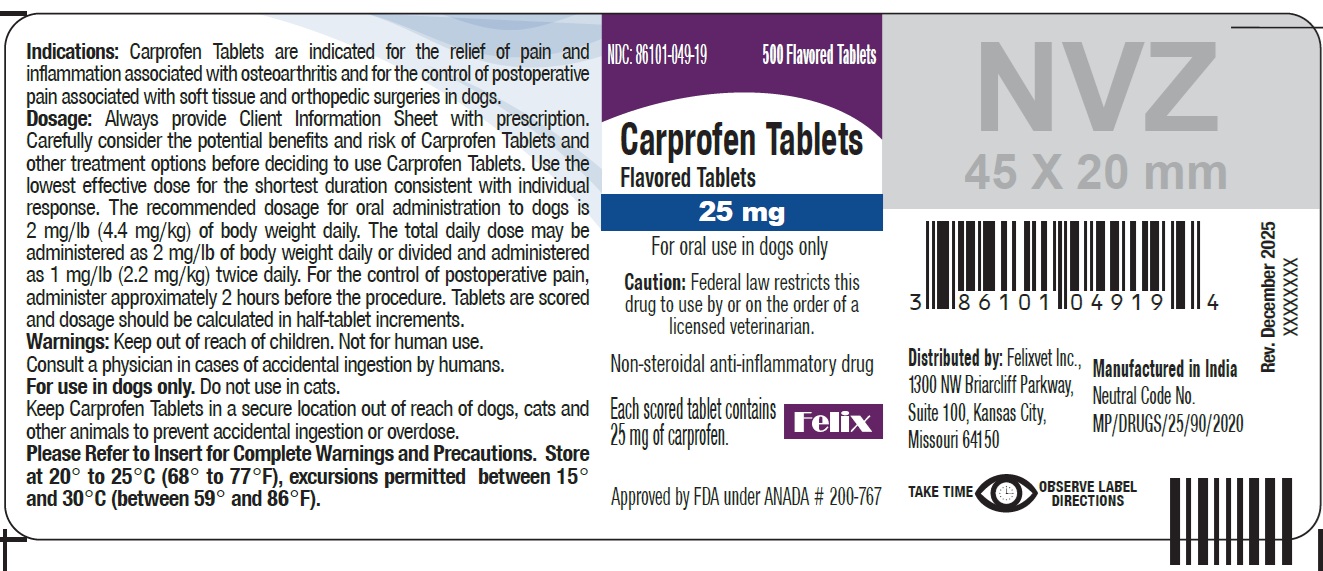 Indications: Carprofen Tablets are indicated for the relief of pain and
inflammation associated with osteoarthritis and for the control of postoperative
pain associated with soft tissue and orthopedic surgeries in dogs.
Dosage: Always provide Client Information Sheet with prescription.
Carefully consider the potential benefits and risk of Carprofen Tablets and
other treatment options before deciding to use Carprofen Tablets. Use the
lowest effective dose for the shortest duration consistent with individual
response. The recommended dosage for oral administration to dogs is
2 mg/lb (4.4 mg/kg) of body weight daily. The total daily dose may be
administered as 2 mg/lb of body weight daily or divided and administered
as 1 mg/lb (2.2 mg/kg) twice daily. For the control of postoperative pain,
administer approximately 2 hours before the procedure. Tablets are scored
and dosage should be calculated in half-tablet increments.
Warnings: Keep out of reach of children. Not for human use.
Consult a physician in cases of accidental ingestion by humans.
For use in dogs only. Do not use in cats.
Keep Carprofen Tablets in a secure location out of reach of dogs, cats and
other animals to prevent accidental ingestion or overdose.
Please Refer to Insert for Complete Warnings and Precautions. Store
at 20° to 25°C (68° to 77°F), excursions permitted between 15°
and 30°C (between 59° and 86°F).
NDC: 86101-049-19 500 Flavored Tablets
Carprofen Tablets
Flavored Tablets
25 mg
For oral use in dogs only
Caution: Federal law restricts this
drug to use by or on the order of a
licensed veterinarian.
Non-steroidal anti-inflammatory drug
Each scored tablet contains
25 mg of carprofen.
Felix
Approved by FDA under ANADA # 200-767
NVZ
45 X 20 mm
3 86101 04919 4
Rev. December 2025
XXXXXXXX
Distributed by: Felixvet Inc.,
1300 NW Briarcliff Parkway,
Suite 100, Kansas City,
Missouri 64150
Manufactured in India
Neutral Code No.
MP/DRUGS/25/90/2020
TAKE TIME OBSERVE LABEL
DIRECTIONS